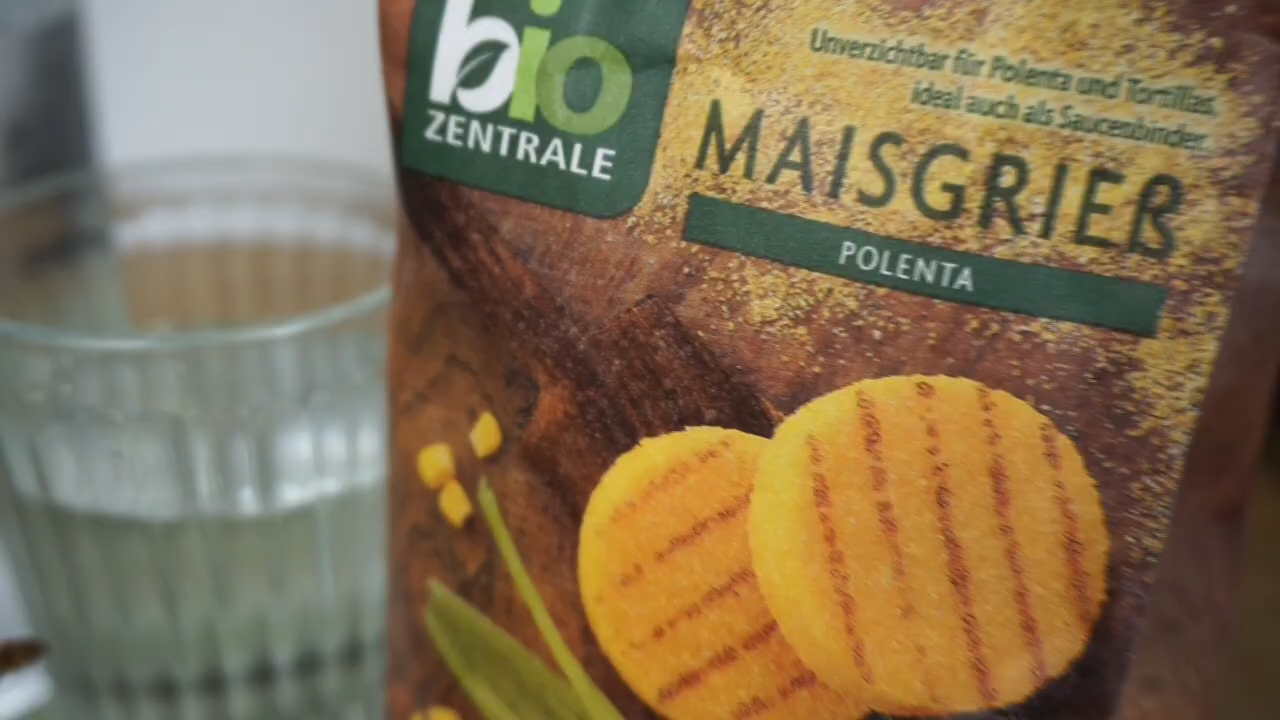 bio
ZENTRALE
Unverzichtbar für Polenta und Tortillas,
ideal auch als Saucenbinder.
MAISGRIEß
POLENTA